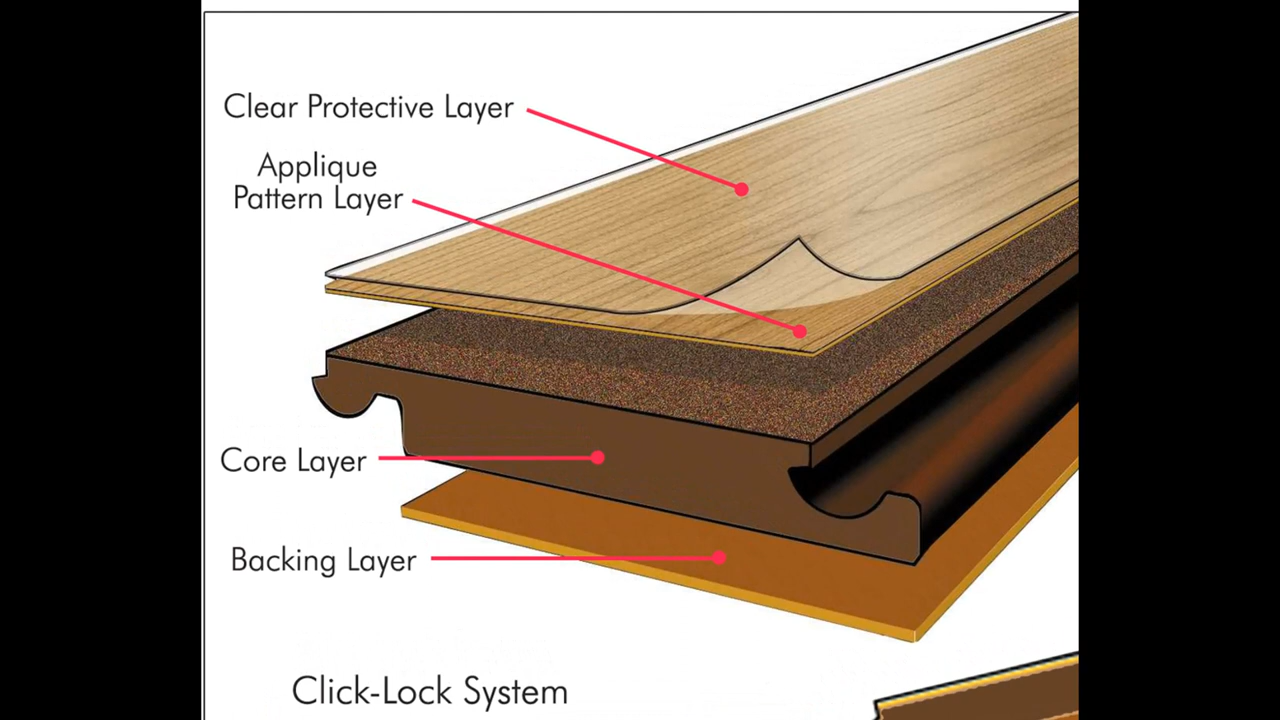 Clear Protective Layer
Applique
Pattern Layer
Core Layer
Backing Layer
Click-Lock System